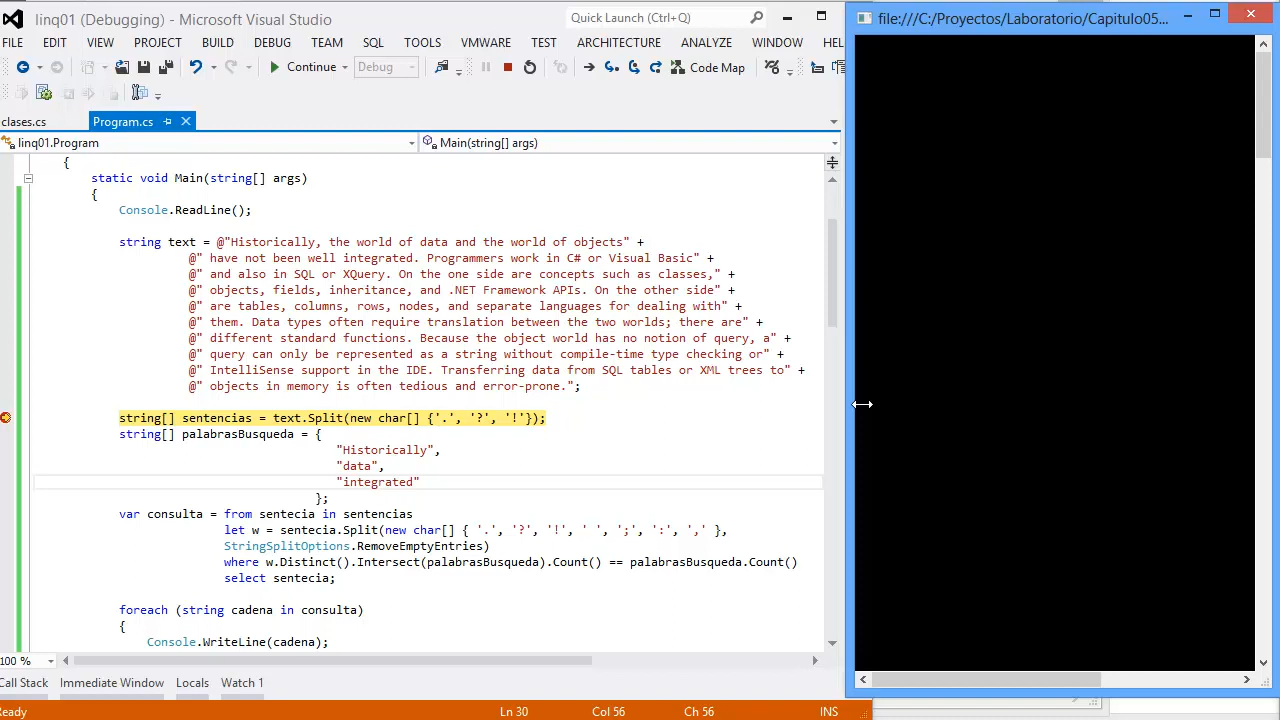 linq01 (Debugging) - Microsoft Visual Studio
Quick Launch (Ctrl+Q)
file:///C:/Proyectos/Laboratorio/Capitulo05...
FILE EDIT VIEW PROJECT BUILD DEBUG TEAM SQL TOOLS VMWARE TEST ARCHITECTURE ANALYZE WINDOW HEL
Continue Debug Code Map
clases.cs Program.cs
linq01.Program Main(string[] args)
{
static void Main(string[] args)
{
Console.ReadLine();
string text = @"Historically, the world of data and the world of objects" +
@" have not been well integrated. Programmers work in C# or Visual Basic" +
@" and also in SQL or XQuery. On the one side are concepts such as classes," +
@" objects, fields, inheritance, and .NET Framework APIs. On the other side" +
@" are tables, columns, rows, nodes, and separate languages for dealing with" +
@" them. Data types often require translation between the two worlds; there are" +
@" different standard functions. Because the object world has no notion of query, a" +
@" query can only be represented as a string without compile-time type checking or" +
@" IntelliSense support in the IDE. Transferring data from SQL tables or XML trees to" +
@" objects in memory is often tedious and error-prone.";
string[] sentencias = text.Split(new char[] {'.', '?', '!'});
string[] palabrasBusqueda = {
"Historically",
"data",
"integrated"
};
var consulta = from sentecia in sentencias
let w = sentecia.Split(new char[] { '.', '?', '!', ' ', ';', ':', ',' },
StringSplitOptions.RemoveEmptyEntries)
where w.Distinct().Intersect(palabrasBusqueda).Count() == palabrasBusqueda.Count()
select sentecia;
foreach (string cadena in consulta)
{
Console.WriteLine(cadena);
100 %
Call Stack Immediate Window Locals Watch 1
Ready Ln 30 Col 56 Ch 56 INS